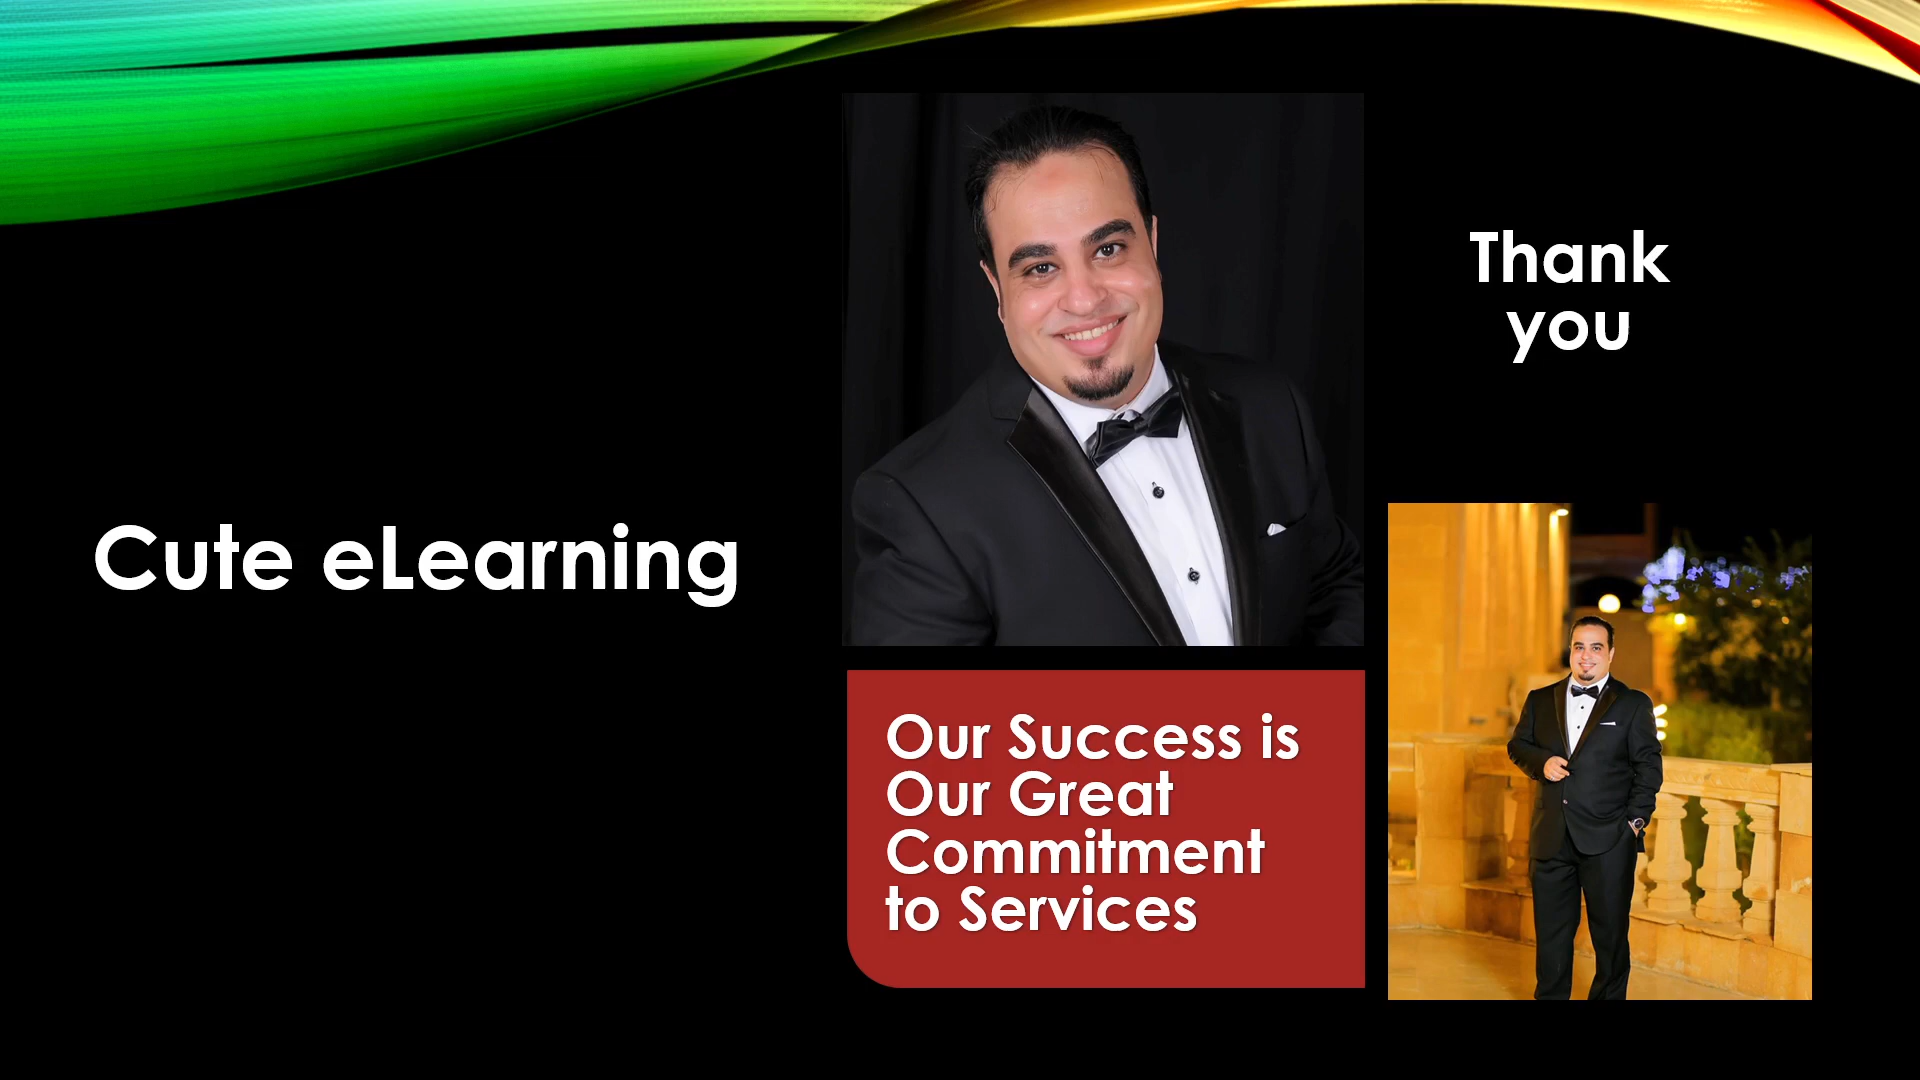 Cute eLearning
Thank
you
Our Success is
Our Great
Commitment
to Services